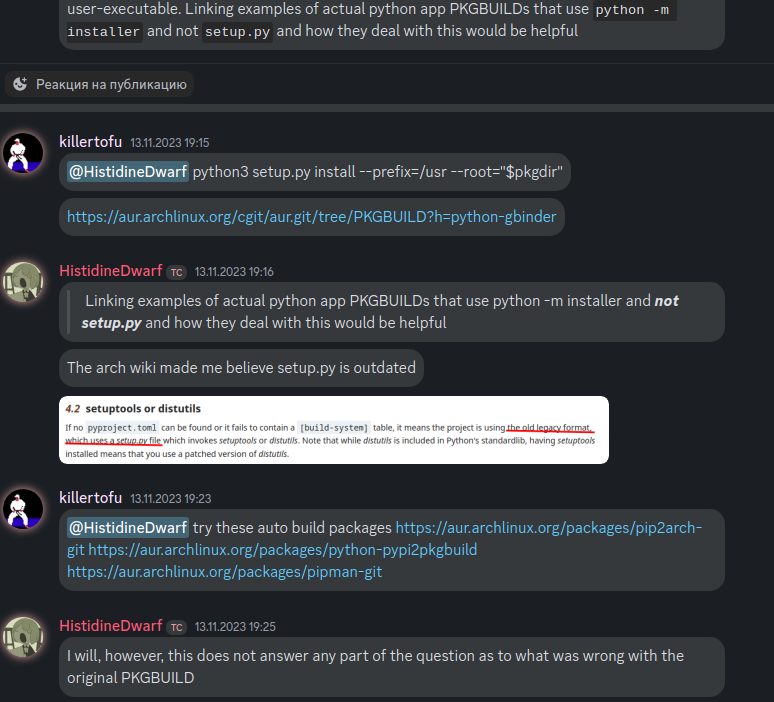 user-executable. Linking examples of actual python app PKGBUILDs that use python -m
installer and not setup.py and how they deal with this would be helpful
Реакция на публикацию
killertofu 13.11.2023 19:15
@HistidineDwarf python3 setup.py install --prefix=/usr --root="$pkgdir"
https://aur.archlinux.org/cgit/aur.git/tree/PKGBUILD?h=python-gbinder
HistidineDwarf TC 13.11.2023 19:16
Linking examples of actual python app PKGBUILDs that use python -m installer and not
setup.py and how they deal with this would be helpful
The arch wiki made me believe setup.py is outdated
4.2 setuptools or distutils
If no pyproject.toml can be found or it fails to contain a [build-system] table, it means the project is using the old legacy format,
which uses a setup.py file which invokes setuptools or distutils. Note that while distutils is included in Python's standardlib, having setuptools
installed means that you use a patched version of distutils.
killertofu 13.11.2023 19:23
@HistidineDwarf try these auto build packages https://aur.archlinux.org/packages/pip2arch-
git https://aur.archlinux.org/packages/python-pypi2pkgbuild
https://aur.archlinux.org/packages/pipman-git
HistidineDwarf TC 13.11.2023 19:25
I will, however, this does not answer any part of the question as to what was wrong with the
original PKGBUILD